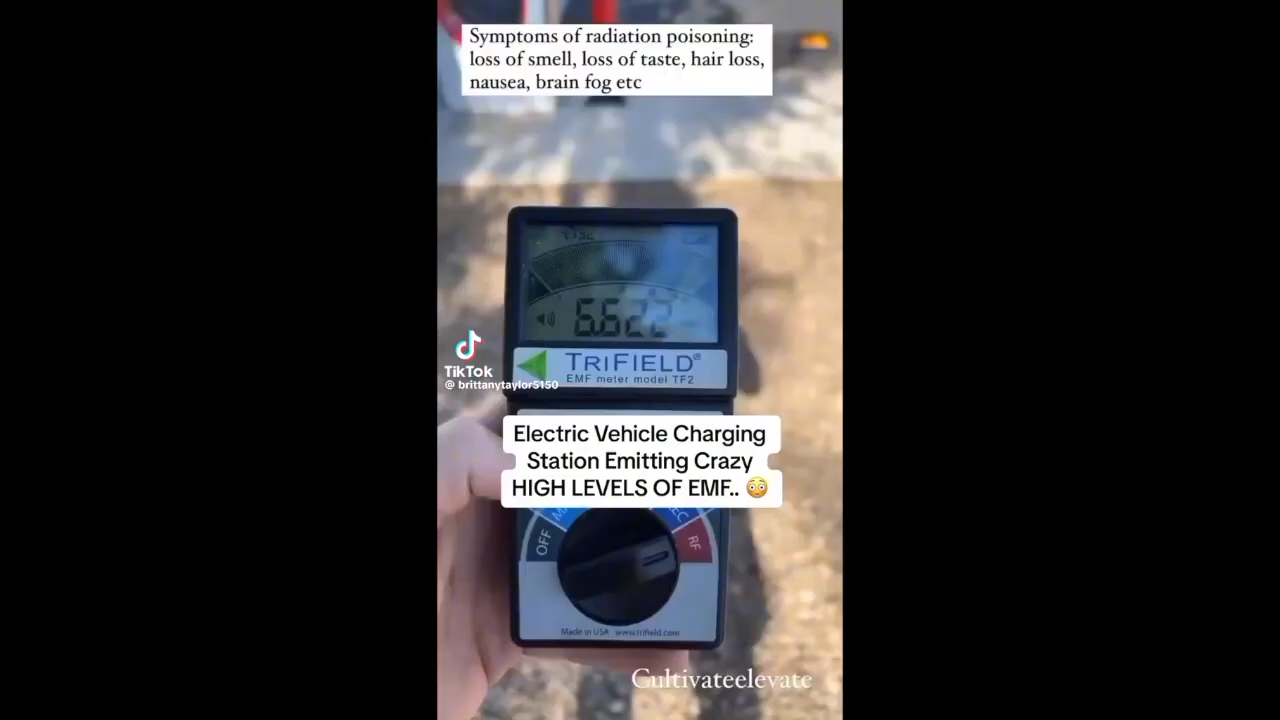 Symptoms of radiation poisoning:
loss of smell, loss of taste, hair loss,
nausea, brain fog etc
6.622
TRIFIELD®
EMF meter model TF2
TikTok
@ brittanytaylor5150
Electric Vehicle Charging
Station Emitting Crazy
HIGH LEVELS OF EMF.. 😳
OFF
RF
Made in USA www.trifield.com
Cultivateelevate